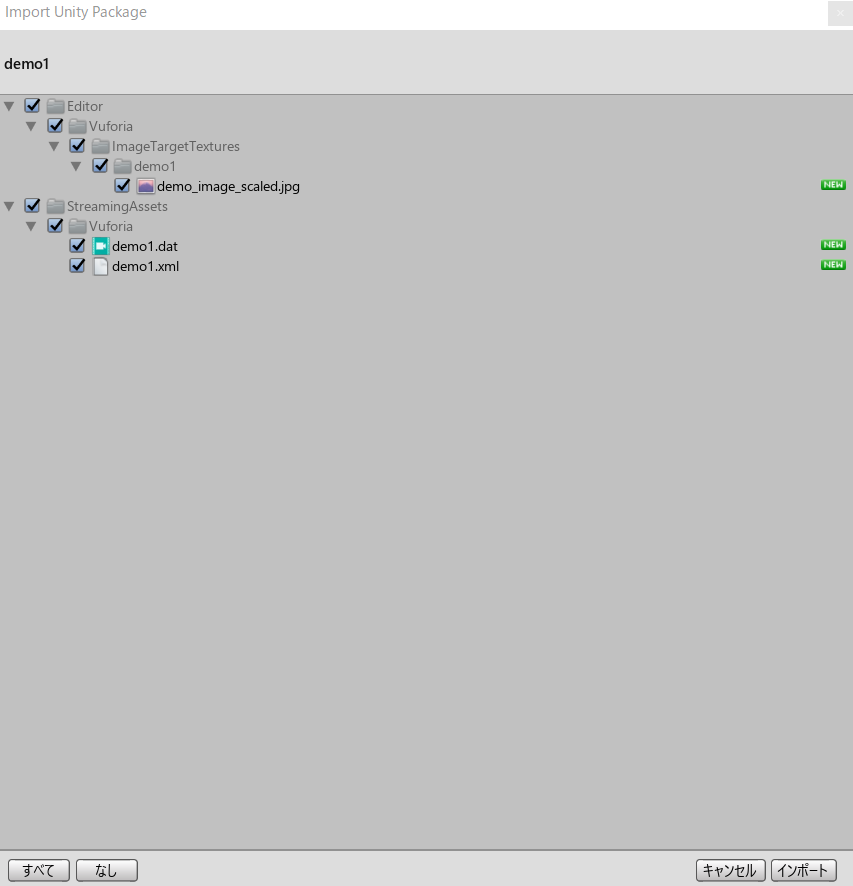 Import Unity Package
demo1
Editor
Vuforia
ImageTargetTextures
demo1
demo_image_scaled.jpg NEW
StreamingAssets
Vuforia
demo1.dat NEW
demo1.xml NEW
すべて なし キャンセル インポート